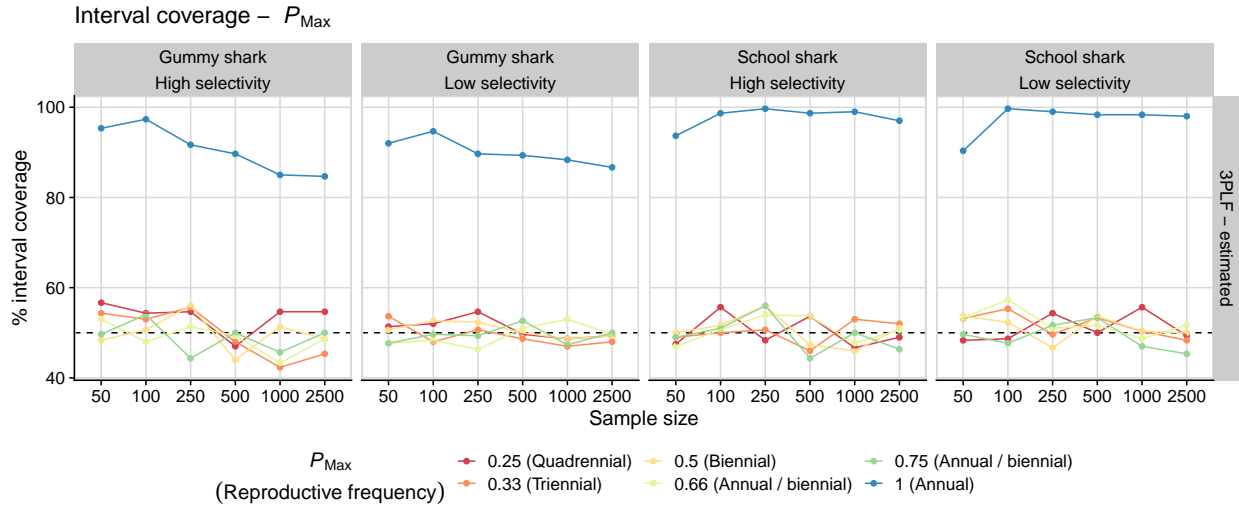 Interval coverage – P Max
Gummy shark
High selectivity
Gummy shark
Low selectivity
School shark
High selectivity
School shark
Low selectivity
% interval coverage
100
80
60
40
3PLF – estimated
50 100 250 500 1000 2500
50 100 250 500 1000 2500
50 100 250 500 1000 2500
50 100 250 500 1000 2500
Sample size
P Max
(Reproductive frequency)
0.25 (Quadrennial)
0.33 (Triennial)
0.5 (Biennial)
0.66 (Annual / biennial)
0.75 (Annual / biennial)
1 (Annual)